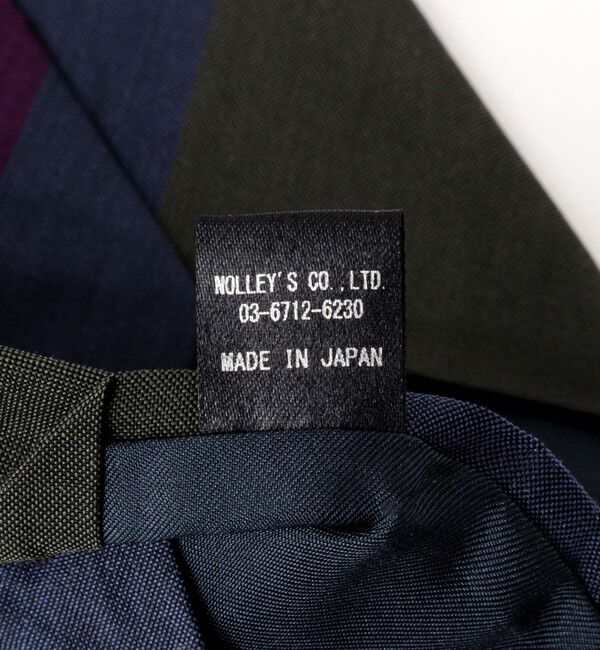 NOLLEY'S CO.,LTD.
03-6712-6230
MADE IN JAPAN